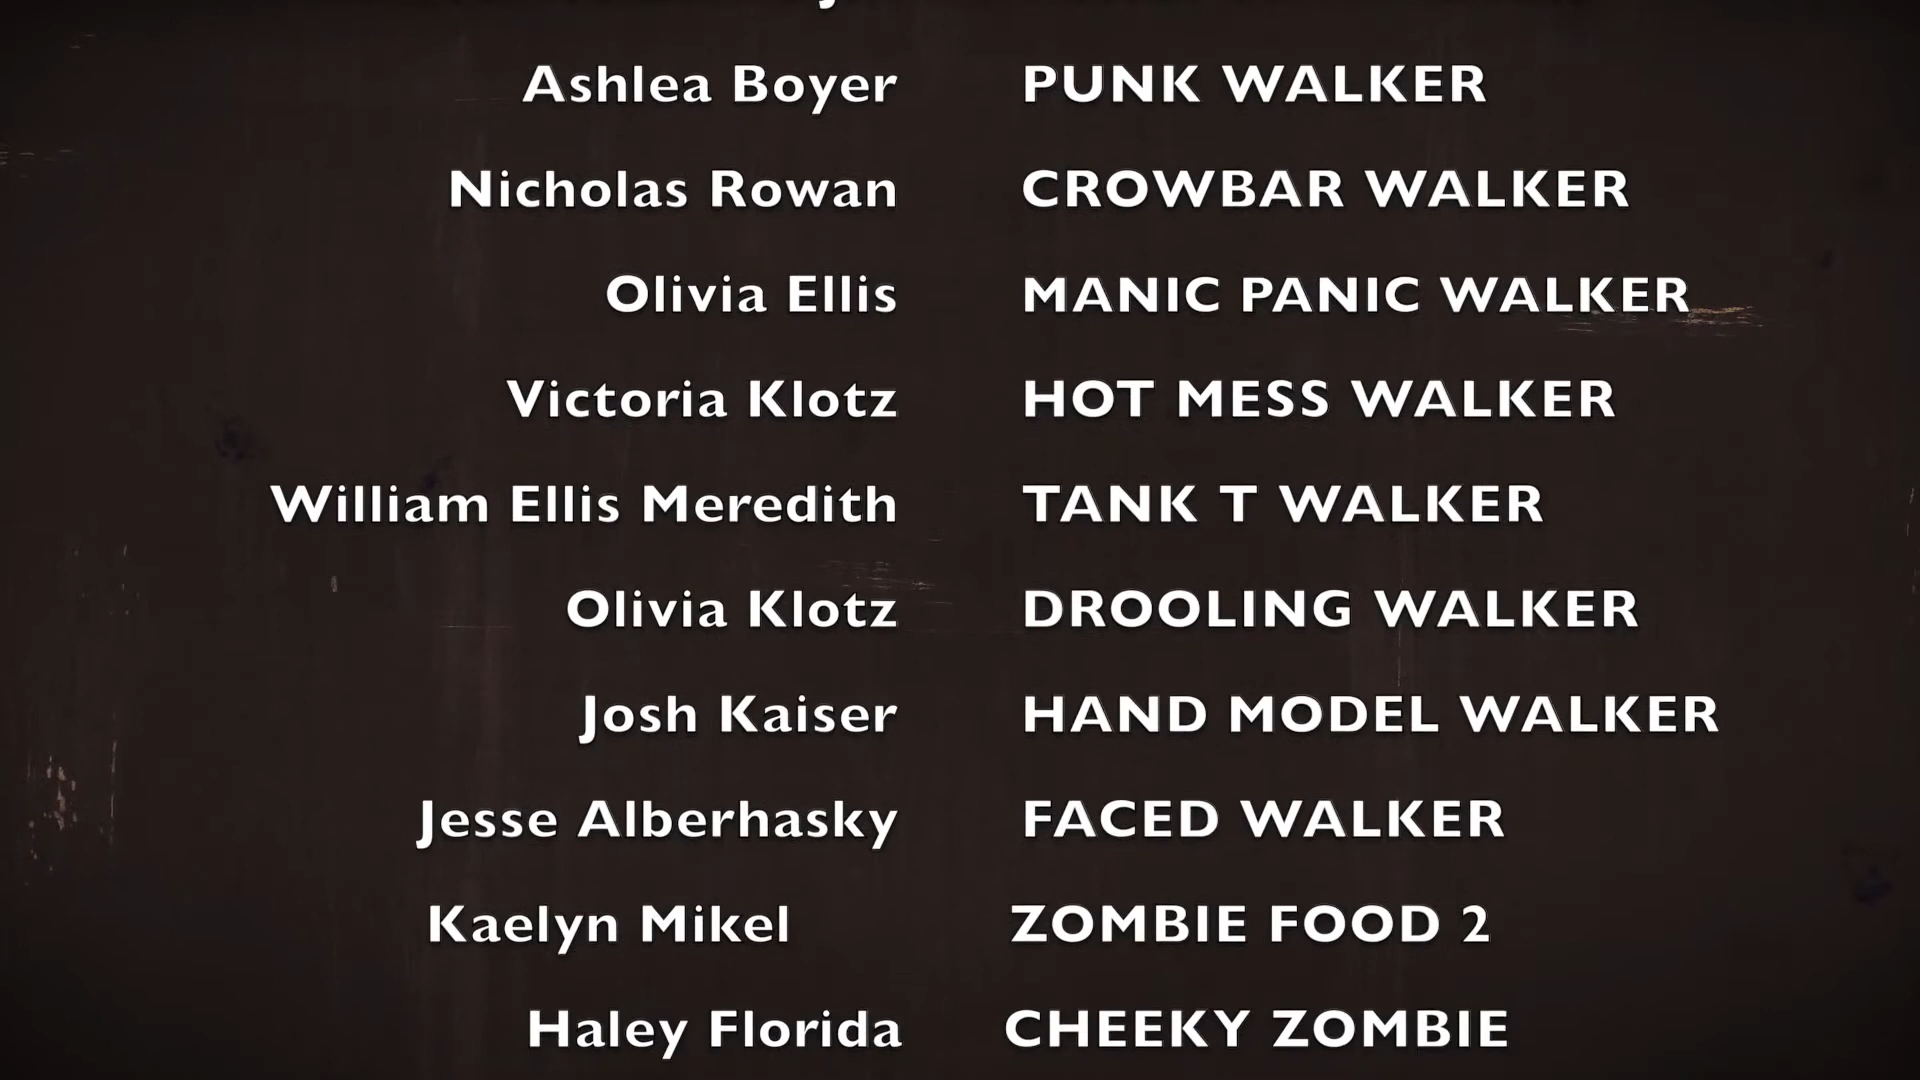 Ashlea Boyer PUNK WALKER
Nicholas Rowan CROWBAR WALKER
Olivia Ellis MANIC PANIC WALKER
Victoria Klotz HOT MESS WALKER
William Ellis Meredith TANK T WALKER
Olivia Klotz DROOLING WALKER
Josh Kaiser HAND MODEL WALKER
Jesse Alberhasky FACED WALKER
Kaelyn Mikel ZOMBIE FOOD 2
Haley Florida CHEEKY ZOMBIE